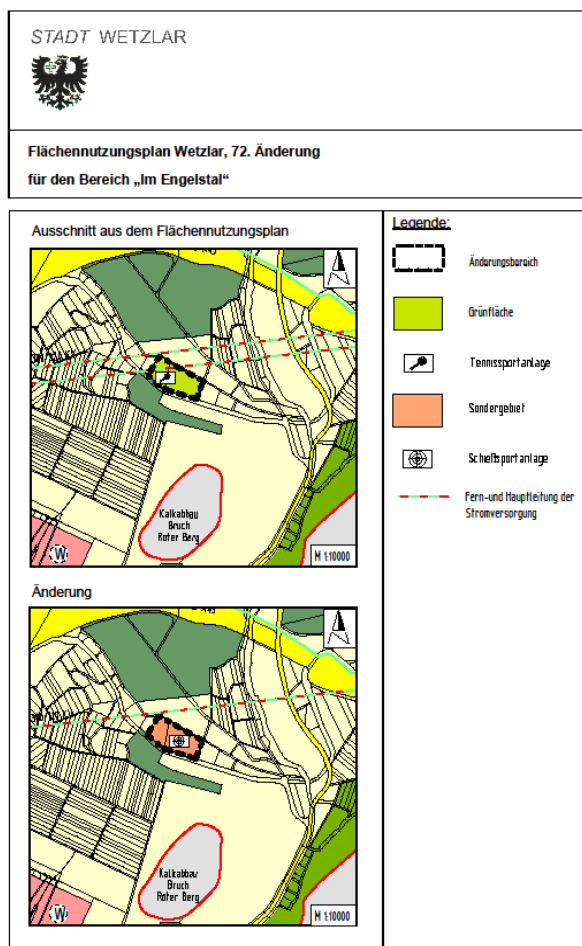 STADT WETZLAR
Flächennutzungsplan Wetzlar, 72. Änderung
für den Bereich „Im Engelstal“
Ausschnitt aus dem Flächennutzungsplan
Kalkabbau
Bruch
Roter Berg
W
M 1:10000
Änderung
Kalkabbau
Bruch
Roter Berg
W
M 1:10000
Legende:
Änderungsbereich
Grünfläche
Tennissportanlage
Sondergebiet
Schießsportanlage
Fern-und Hauptleitung der
Stromversorgung